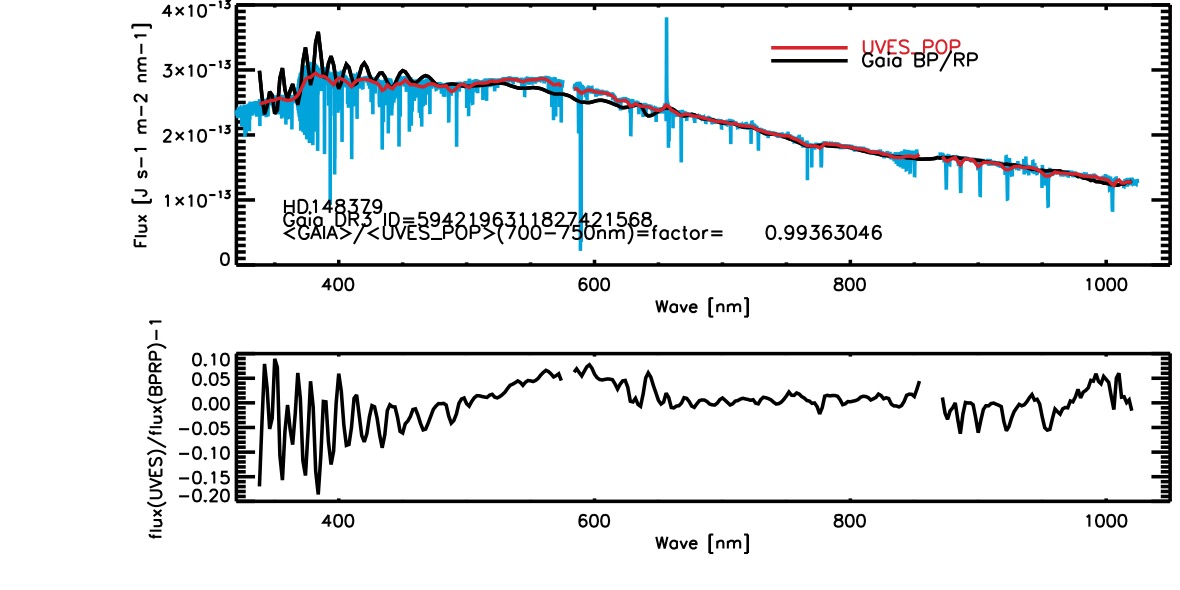 4×10-13
3×10-13
2×10-13
1×10-13
0
Flux [J s-1 m-2 nm-1]
UVES_POP
Gaia BP/RP
HD148379
Gaia DR3 ID=5942196311827421568
<GAIA>/<UVES_POP>(700-750nm)=factor= 0.99363046
400 600 800 1000
Wave [nm]
flux(UVES)/flux(BPRP)-1
0.10
0.05
0.00
-0.05
-0.10
-0.15
-0.20
400 600 800 1000
Wave [nm]